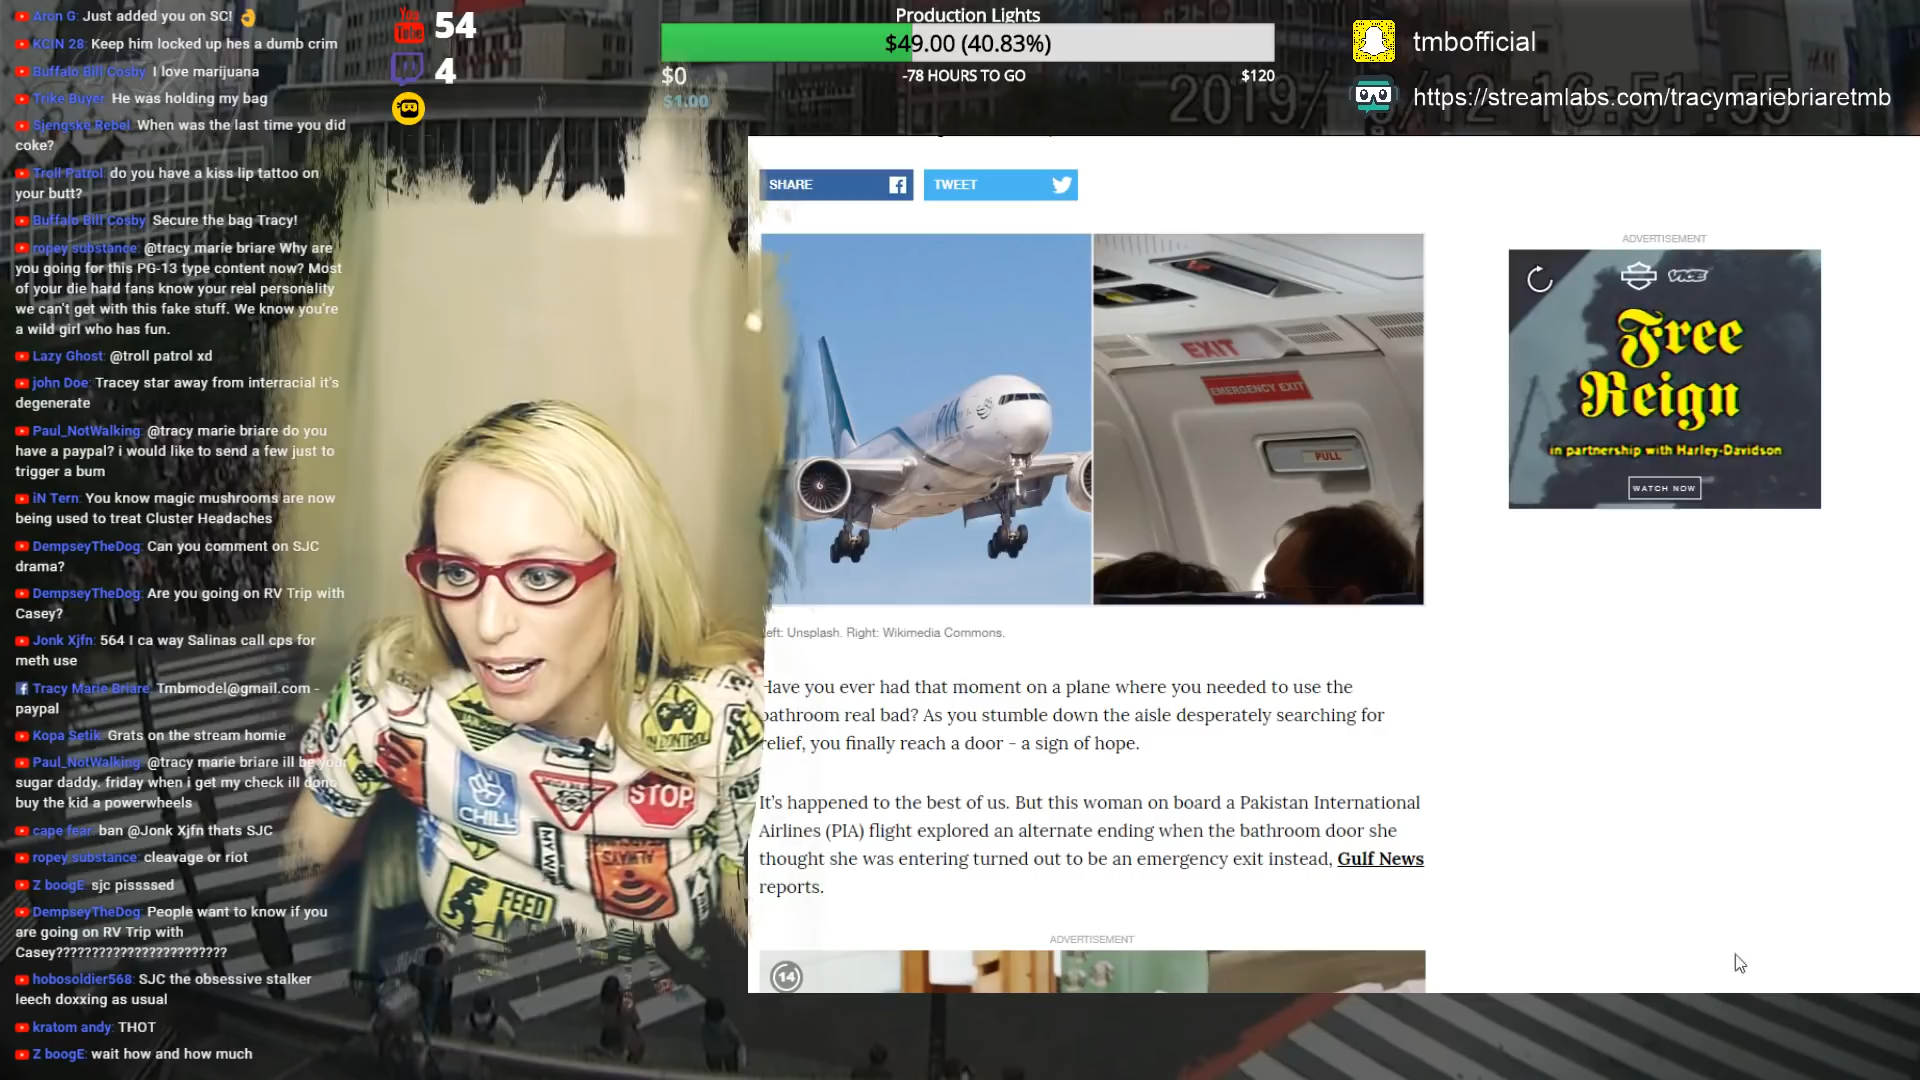 Aron G: Just added you on SC! 👌
KCIN 28: Keep him locked up hes a dumb crim
Buffalo Bill Cosby: I love marijuana
Trike Buyer: He was holding my bag
Sjengske Rebel: When was the last time you did
coke?
Troll Patrol: do you have a kiss lip tattoo on
your butt?
Buffalo Bill Cosby: Secure the bag Tracy!
ropey substance: @tracy marie briare Why are
you going for this PG-13 type content now? Most
of your die hard fans know your real personality
we can't get with this fake stuff. We know you're
a wild girl who has fun.
Lazy Ghost: @troll patrol xd
john Doe: Tracey star away from interracial it's
degenerate
Paul_NotWalking: @tracy marie briare do you
have a paypal? i would like to send a few just to
trigger a bum
iN Tern: You know magic mushrooms are now
being used to treat Cluster Headaches
DempseyTheDog: Can you comment on SJC
drama?
DempseyTheDog: Are you going on RV Trip with
Casey?
Jonk Xjfn: 564 I ca way Salinas call cps for
meth use
Tracy Marie Briare: Tmbmodel@gmail.com -
paypal
Kopa Setik: Grats on the stream homie
Paul_NotWalking: @tracy marie briare ill be your
sugar daddy. friday when i get my check ill dono
buy the kid a powerwheels
cape fear: ban @Jonk Xjfn thats SJC
ropey substance: cleavage or riot
Z boogE: sjc pissssed
DempseyTheDog: People want to know if you
are going on RV Trip with
Casey????????????????????????
hobosoldier568: SJC the obsessive stalker
leech doxxing as usual
kratom andy: THOT
Z boogE: wait how and how much
You
Tube
54
4
Production Lights
$49.00 (40.83%)
$0
-78 HOURS TO GO
$120
$1.00
tmbofficial
https://streamlabs.com/tracymariebriaretmb
2019/ /12 16:51:55
SHARE
TWEET
PIA
EXIT
EMERGENCY EXIT
PULL
ADVERTISEMENT
VICE
Free
Reign
in partnership with Harley-Davidson
WATCH NOW
Left: Unsplash. Right: Wikimedia Commons.
Have you ever had that moment on a plane where you needed to use the
bathroom real bad? As you stumble down the aisle desperately searching for
relief, you finally reach a door – a sign of hope.
It's happened to the best of us. But this woman on board a Pakistan International
Airlines (PIA) flight explored an alternate ending when the bathroom door she
thought she was entering turned out to be an emergency exit instead, Gulf News
reports.
ADVERTISEMENT
14
IN CONTROL
CHILL
STOP
MY WAY
FEED